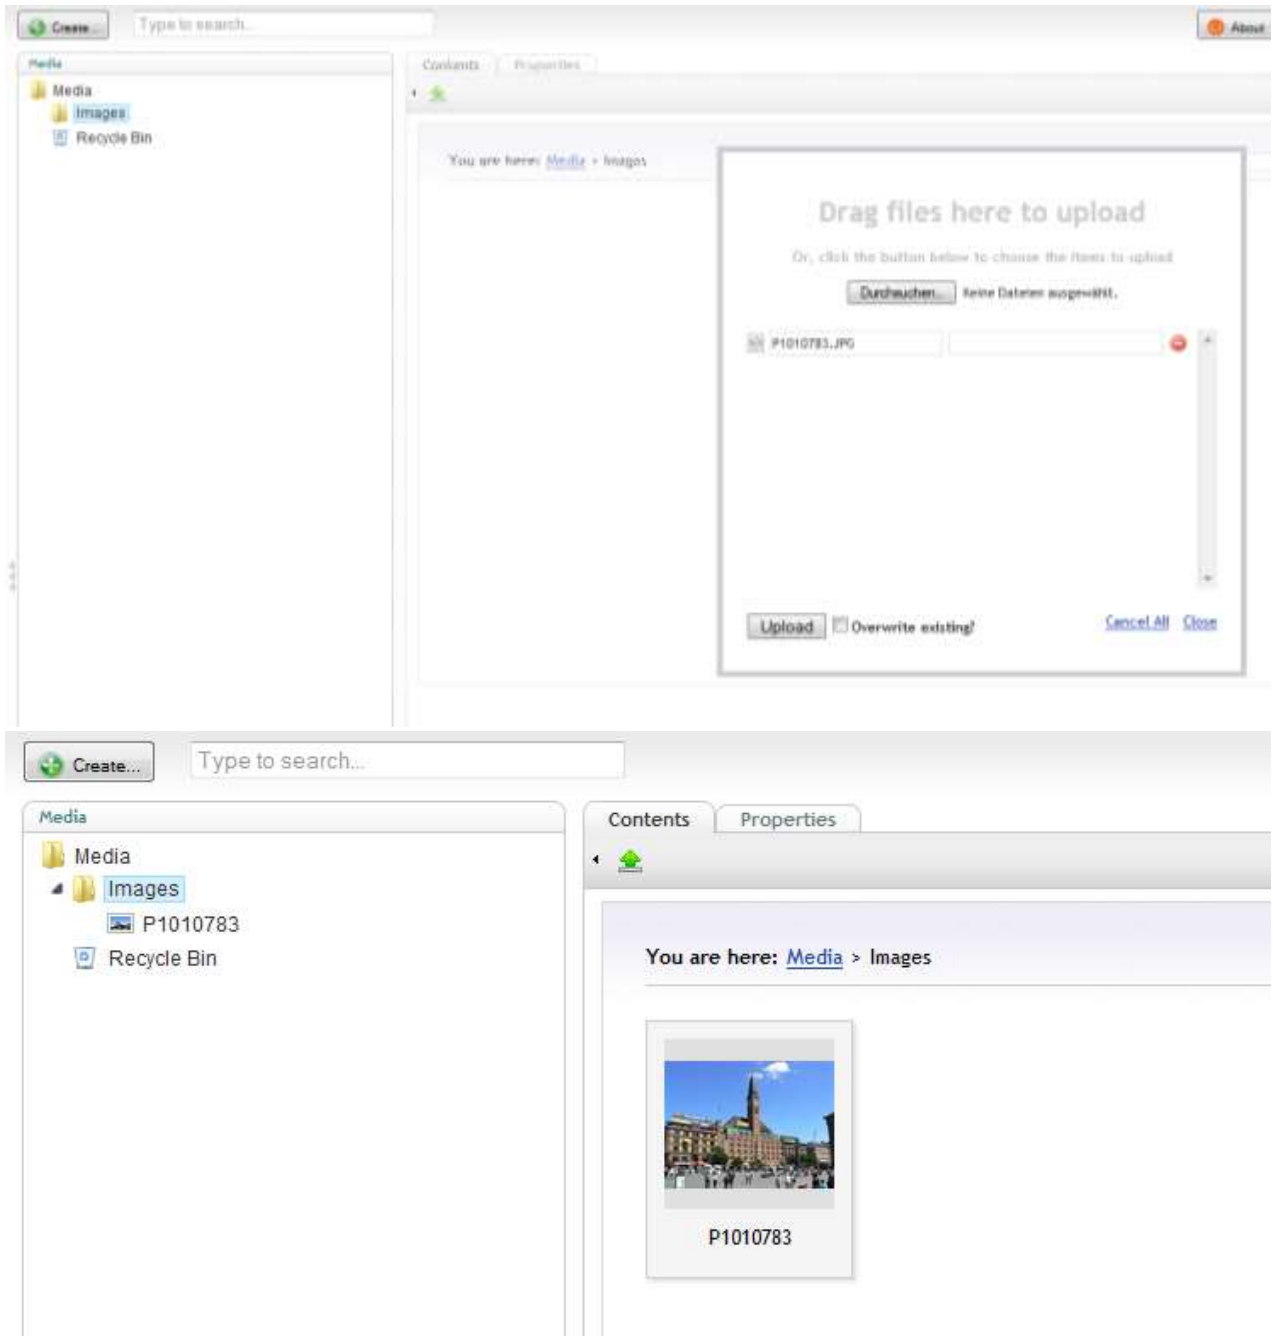 Create...
Type to search...
About
Media
Contents
Properties
Media
Images
Recycle Bin
You are here: Media > Images
Drag files here to upload
Or, click the button below to choose the items to upload
Durchsuchen... Keine Dateien ausgewählt.
P1010783.JPG
Upload
Overwrite existing?
Cancel All
Close
Create...
Type to search...
Media
Contents
Properties
Media
Images
P1010783
Recycle Bin
You are here: Media > Images
P1010783